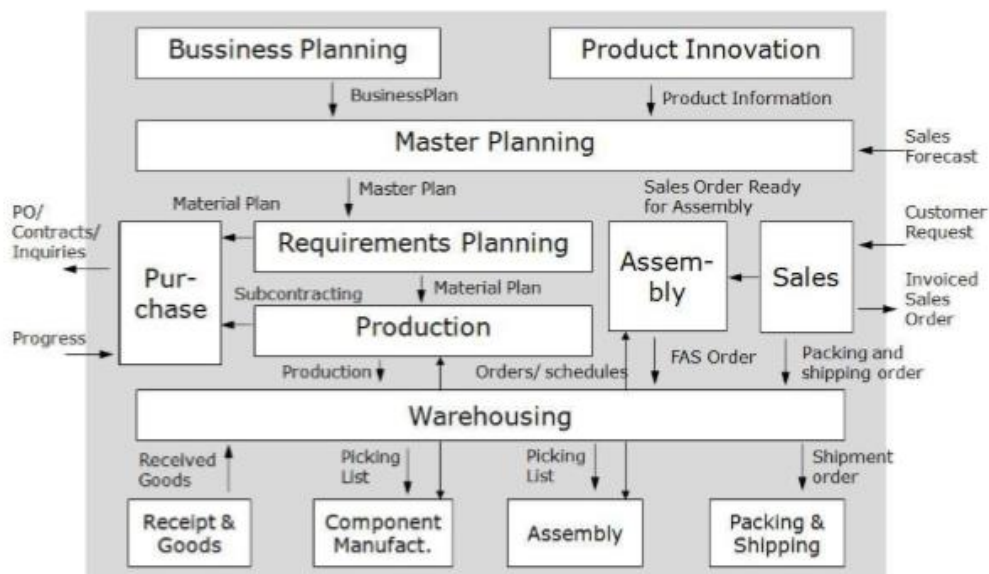 Bussiness Planning
Product Innovation
BusinessPlan
Product Information
Master Planning
Sales
Forecast
Master Plan
Sales Order Ready
for Assembly
Material Plan
PO/
Contracts/
Inquiries
Customer
Request
Requirements Planning
Pur-
chase
Assem-
bly
Sales
Invoiced
Sales
Order
Subcontracting
Material Plan
Production
Progress
Production
Orders/ schedules
FAS Order
Packing and
shipping order
Warehousing
Received
Goods
Picking
List
Picking
List
Shipment
order
Receipt &
Goods
Component
Manufact.
Assembly
Packing &
Shipping